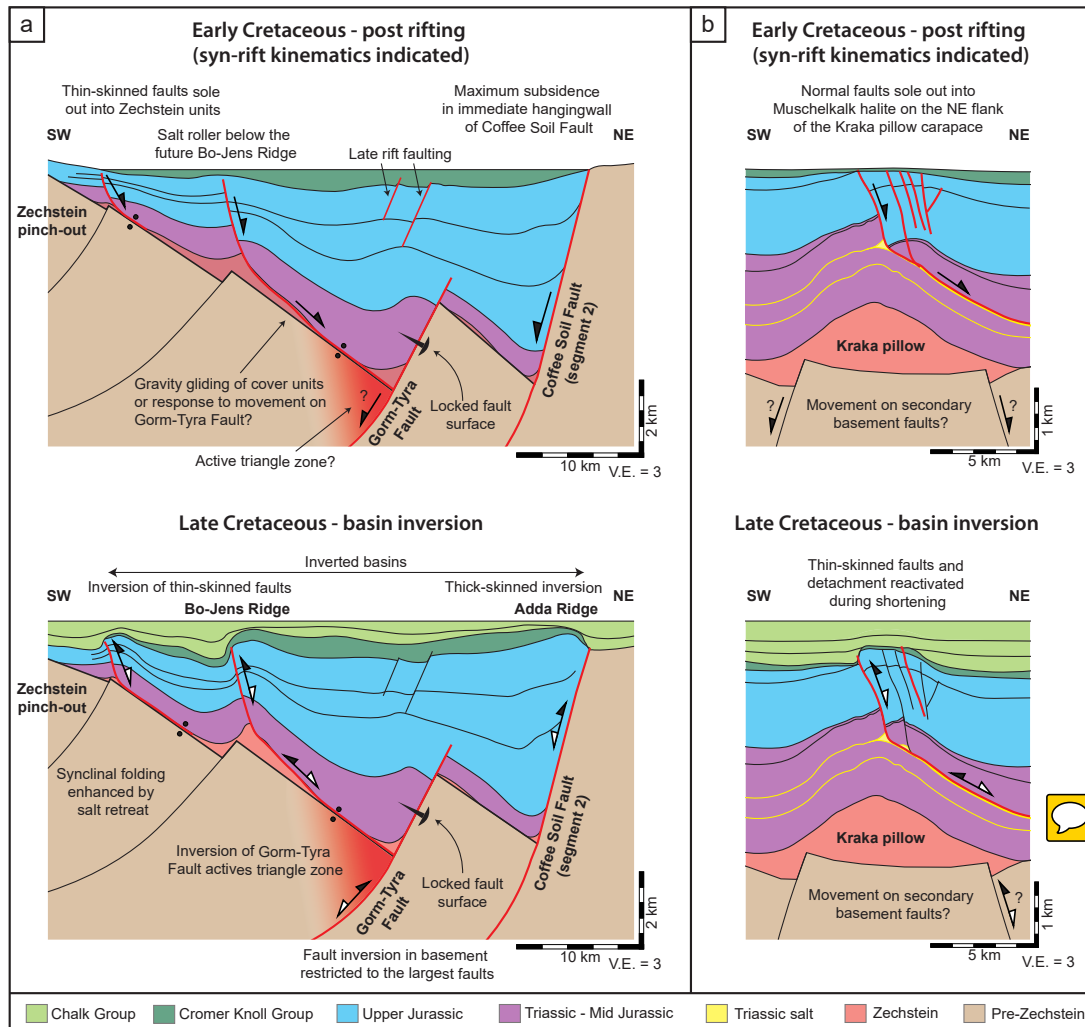 a
Early Cretaceous - post rifting
(syn-rift kinematics indicated)
Thin-skinned faults sole
out into Zechstein units
Maximum subsidence
in immediate hangingwall
of Coffee Soil Fault
SW
NE
Salt roller below the
future Bo-Jens Ridge
Late rift faulting
Zechstein
pinch-out
Gravity gliding of cover units
or response to movement on
Gorm-Tyra Fault?
?
Gorm-Tyra
Fault
Locked fault
surface
Coffee Soil Fault
(segment 2)
Active triangle zone?
2 km
10 km
V.E. = 3
Late Cretaceous - basin inversion
Inverted basins
Inversion of thin-skinned faults
Thick-skinned inversion
SW
Bo-Jens Ridge
Adda Ridge
NE
Zechstein
pinch-out
Synclinal folding
enhanced by
salt retreat
Inversion of Gorm-Tyra
Fault actives triangle zone
Gorm-Tyra
Fault
Locked fault
surface
Coffee Soil Fault
(segment 2)
Fault inversion in basement
restricted to the largest faults
2 km
10 km
V.E. = 3
b
Early Cretaceous - post rifting
(syn-rift kinematics indicated)
Normal faults sole out into
Muschelkalk halite on the NE flank
of the Kraka pillow carapace
SW
NE
Kraka pillow
?
Movement on secondary
basement faults?
?
1 km
5 km
V.E. = 3
Late Cretaceous - basin inversion
Thin-skinned faults and
detachment reactivated
during shortening
SW
NE
Kraka pillow
Movement on secondary
basement faults?
?
1 km
5 km
V.E. = 3
Chalk Group
Cromer Knoll Group
Upper Jurassic
Triassic - Mid Jurassic
Triassic salt
Zechstein
Pre-Zechstein